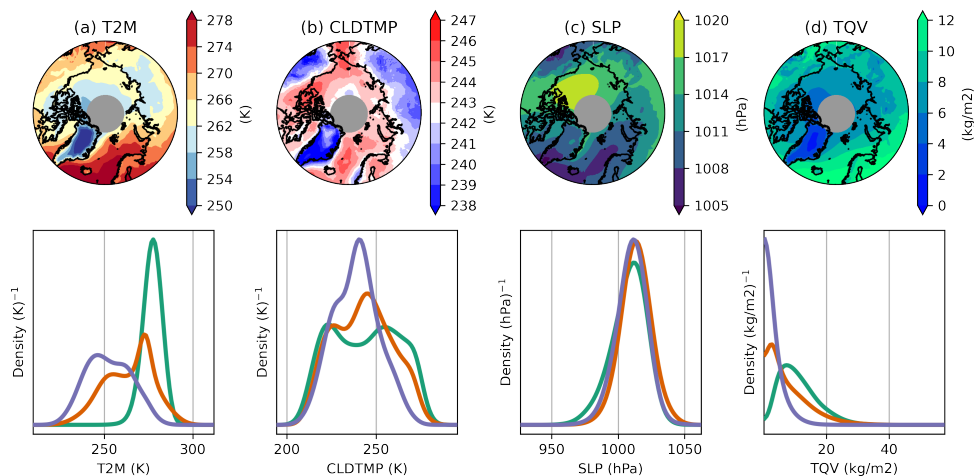 (a) T2M
278
274
270
266
262
258
254
250
(K)
(b) CLDTMP
247
246
245
244
243
242
241
240
239
238
(K)
(c) SLP
1020
1017
1014
1011
1008
1005
(hPa)
(d) TQV
12
10
8
6
4
2
0
(kg/m2)
Density (K)⁻¹
250
300
T2M (K)
Density (K)⁻¹
200
250
CLDTMP (K)
Density (hPa)⁻¹
950
1000
1050
SLP (hPa)
Density (kg/m2)⁻¹
20
40
TQV (kg/m2)